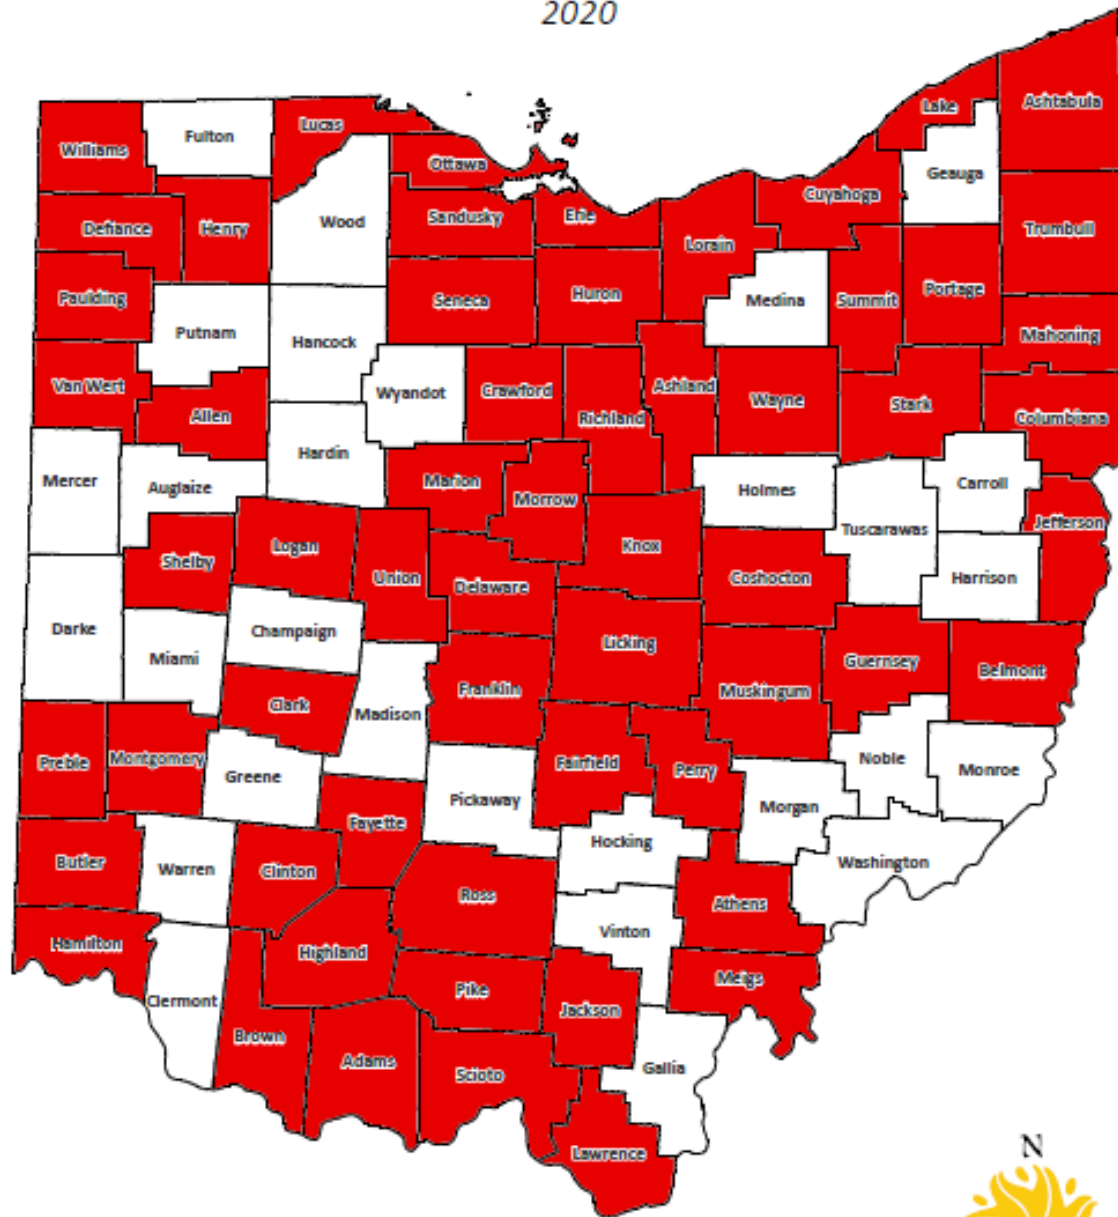 2020
Ashtabula
Lake
Lucas
Fulton
Williams
Ottawa
Geauga
Cuyahoga
Erie
Sandusky
Wood
Defiance
Henry
Trumbull
Lorain
Portage
Huron
Paulding
Seneca
Medina
Summit
Putnam
Mahoning
Hancock
Van Wert
Ashland
Crawford
Wyandot
Wayne
Stark
Allen
Richland
Columbiana
Hardin
Mercer
Marion
Carroll
Auglaize
Holmes
Morrow
Jefferson
Tuscarawas
Logan
Knox
Shelby
Union
Coshocton
Harrison
Delaware
Darke
Champaign
Licking
Miami
Guernsey
Belmont
Franklin
Muskingum
Clark
Madison
Montgomery
Noble
Preble
Fairfield
Perry
Monroe
Greene
Pickaway
Morgan
Fayette
Hocking
Butler
Washington
Warren
Clinton
Ross
Athens
Vinton
Hamilton
Highland
Meigs
Pike
Clermont
Jackson
Brown
Adams
Gallia
Scioto
N
Lawrence